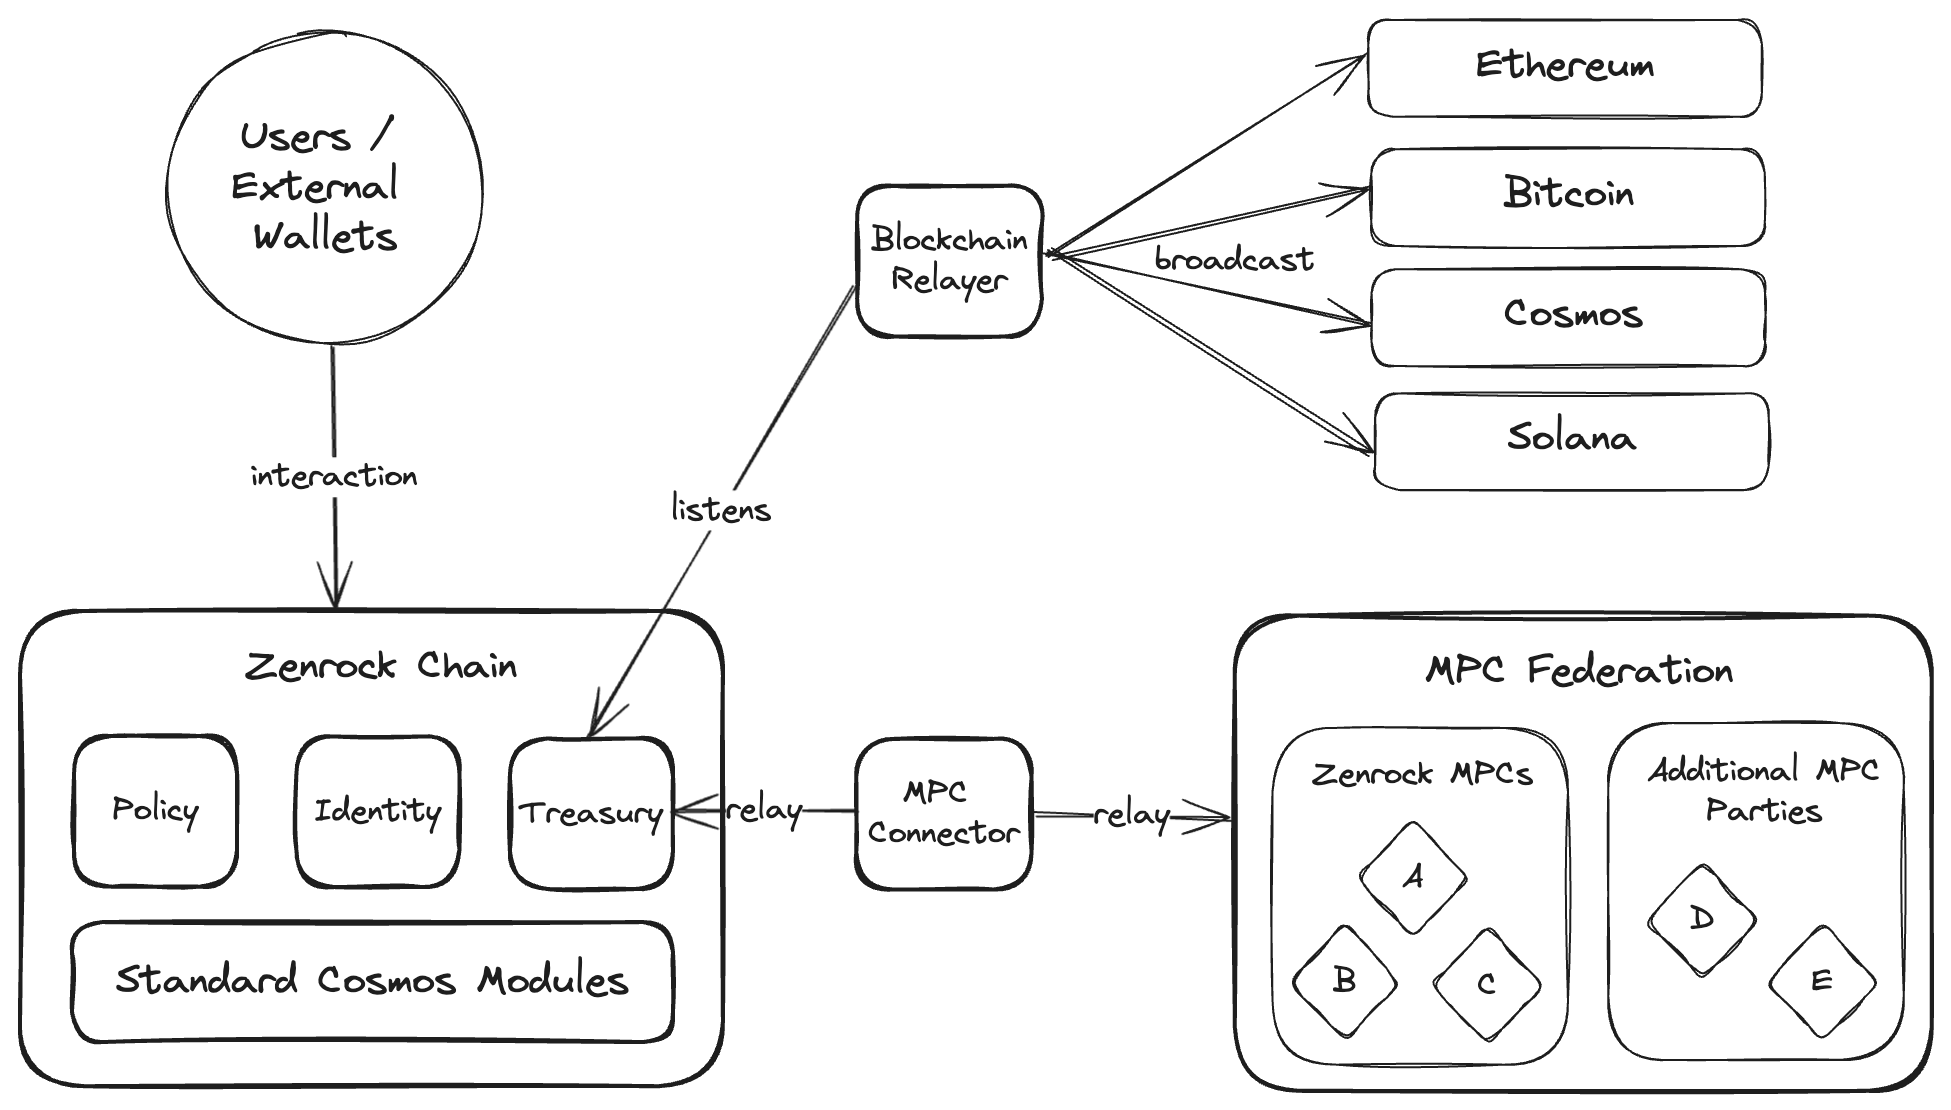 Users /
External
Wallets
interaction
Blockchain
Relayer
listens
broadcast
Ethereum
Bitcoin
Cosmos
Solana
Zenrock Chain
Policy
Identity
Treasury
Standard Cosmos Modules
relay
MPC
Connector
relay
MPC Federation
Zenrock MPCs
A
B
C
Additional MPC
Parties
D
E